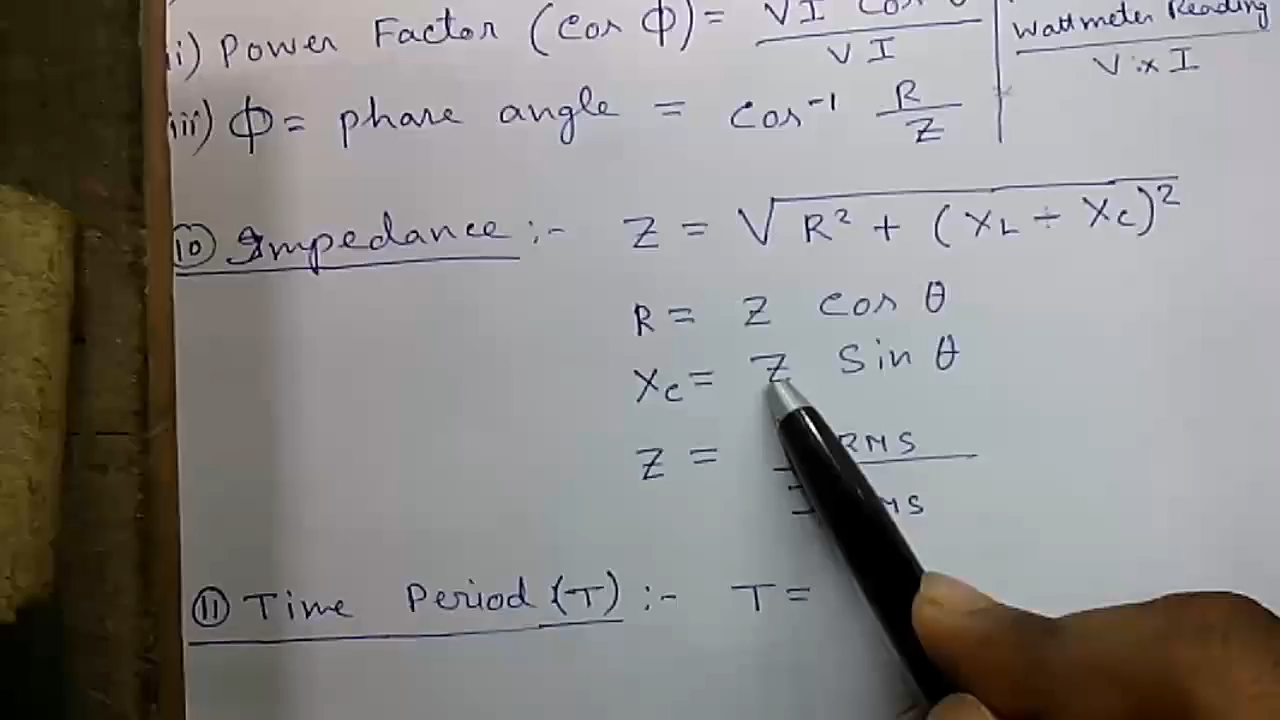 ii) Power Factor (Cos ϕ) = VI Cos / VI
Wattmeter Reading / V × I
iii) ϕ = phase angle = cos⁻¹ R/Z
⑩ Impedance :- Z = √R² + (XL ÷ XC)²
R = Z Cos θ
Xc = Z Sin θ
Z = RMS / MS
⑪ Time Period (T) :- T =